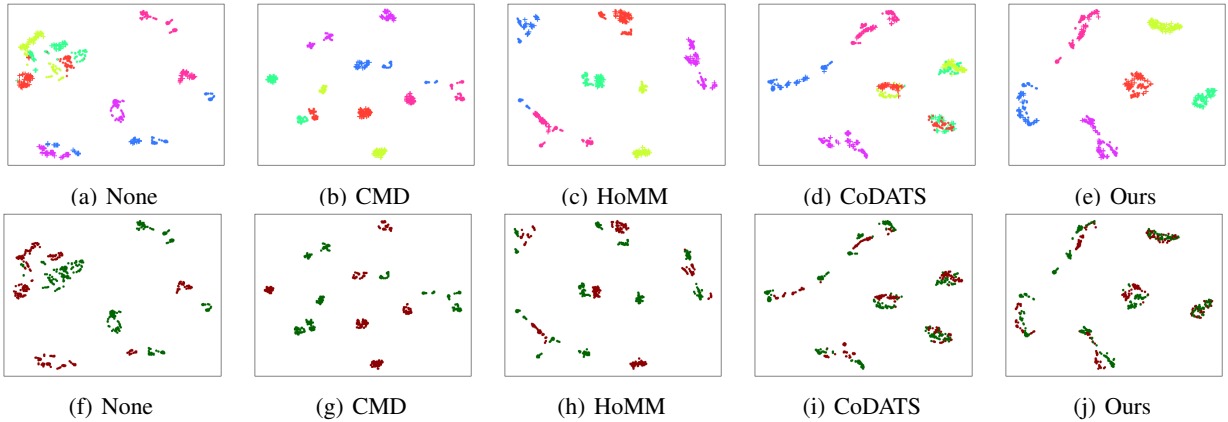 (a) None (b) CMD (c) HoMM (d) CoDATS (e) Ours
(f) None (g) CMD (h) HoMM (i) CoDATS (j) Ours